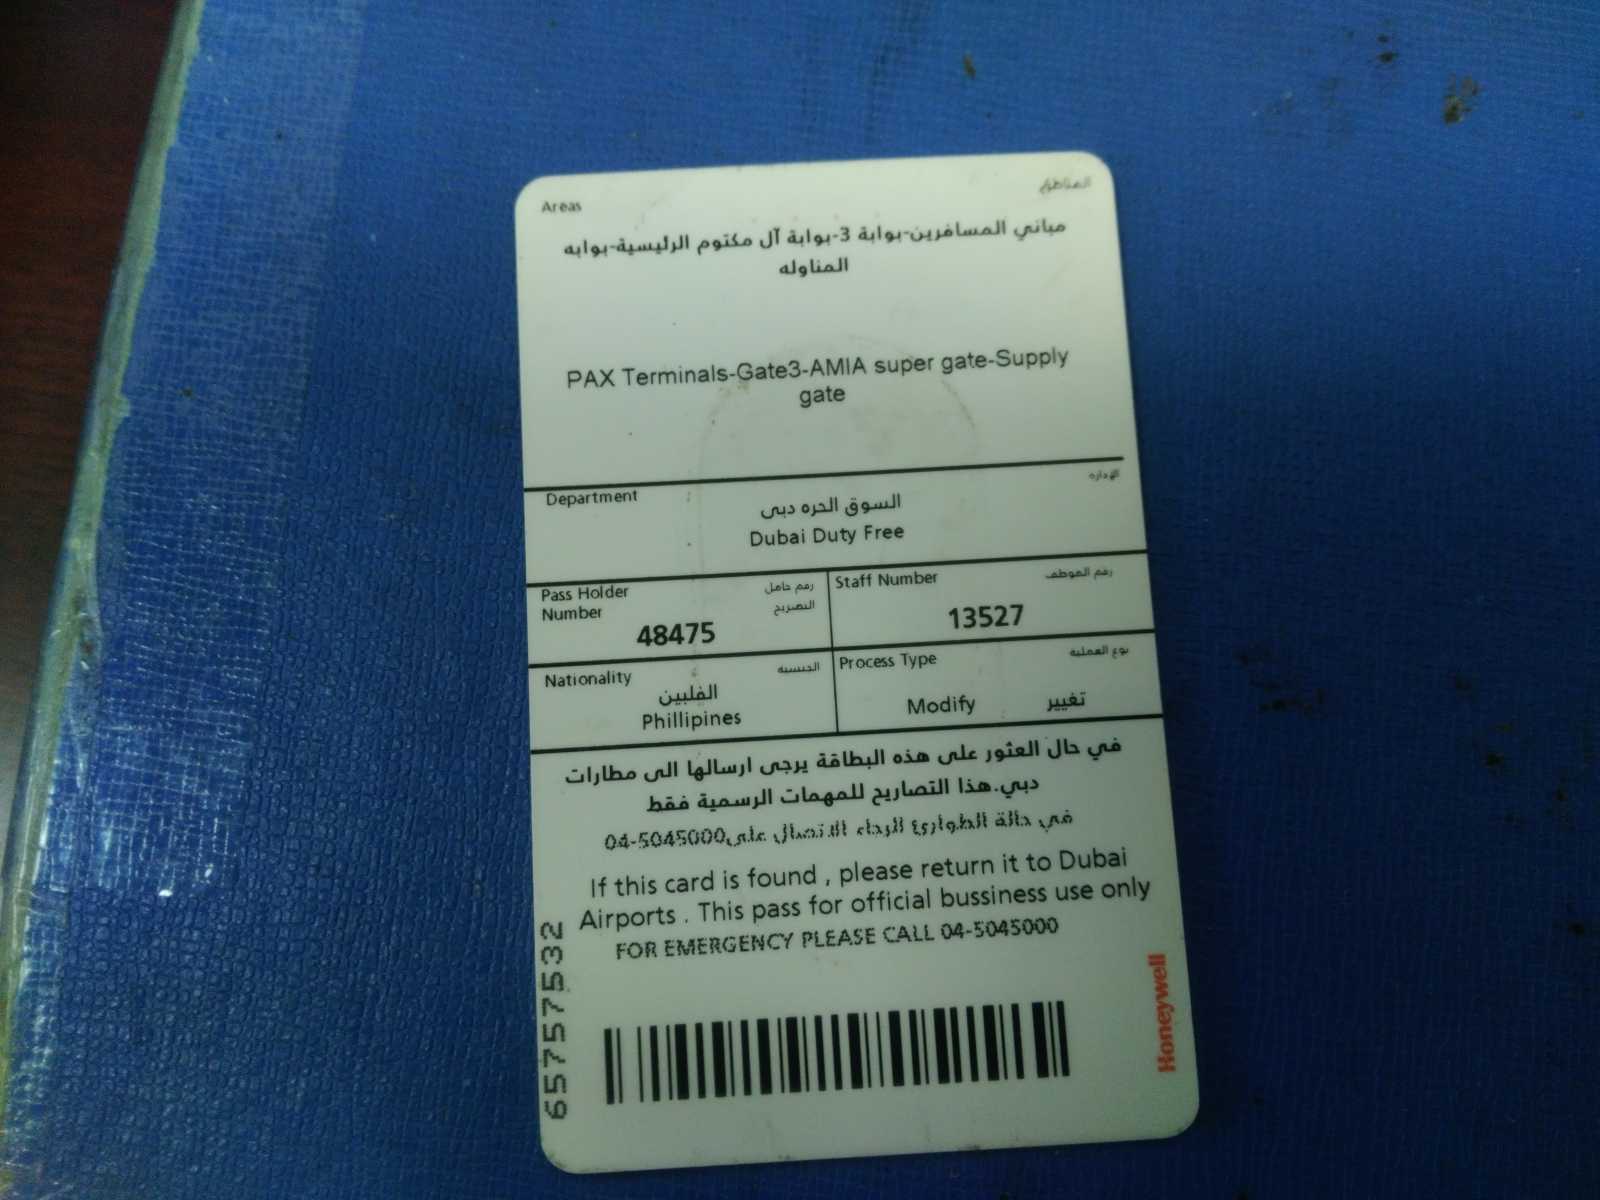 Areas المناطق
مباني المسافرين-بوابة 3-بوابة آل مكتوم الرئيسية-بوابه
المناوله
PAX Terminals-Gate3-AMIA super gate-Supply
gate
Department الإداره
السوق الحره دبى
Dubai Duty Free
Pass Holder Number رقم حامل التصريح
48475
Staff Number رقم الموظف
13527
Nationality الجنسيه
الفلبين
Phillipines
Process Type نوع العملية
Modify تغيير
في حال العثور على هذه البطاقة يرجى ارسالها الى مطارات
دبي.هذا التصاريح للمهمات الرسمية فقط
في حالة الطوارئ الرجاء الاتصال على04-5045000
If this card is found , please return it to Dubai
Airports . This pass for official bussiness use only
FOR EMERGENCY PLEASE CALL 04-5045000
65757532
Honeywell